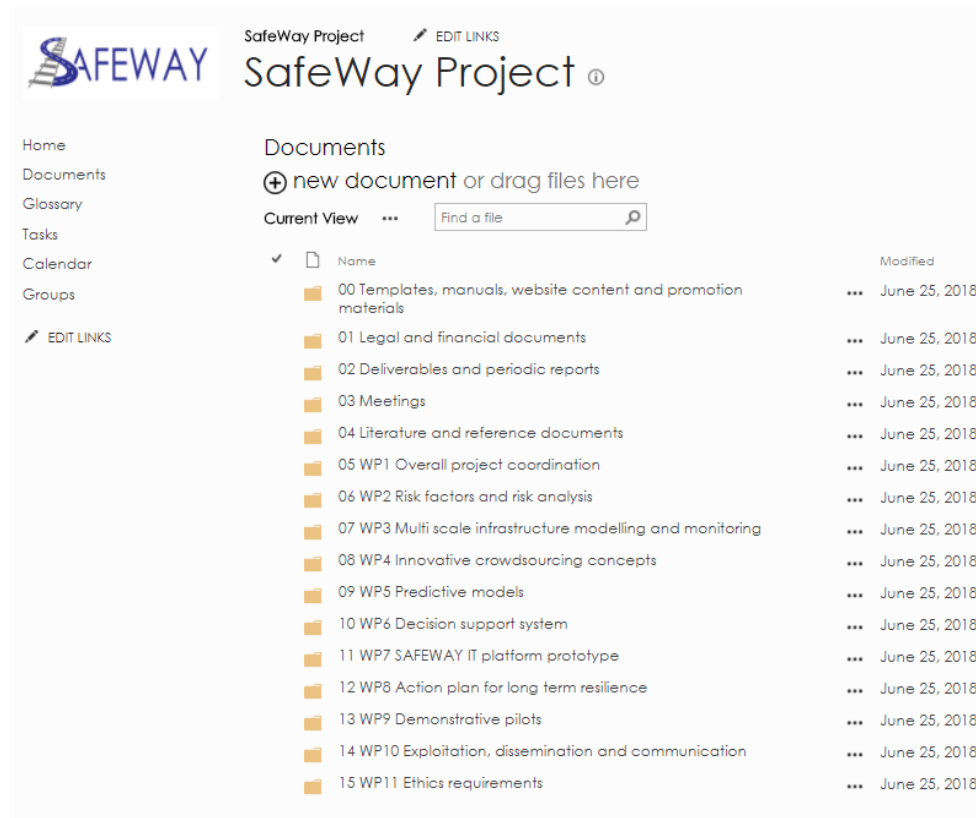 SAFEWAY
SafeWay Project EDIT LINKS
SafeWay Project
Home
Documents
Glossary
Tasks
Calendar
Groups
EDIT LINKS
Documents
new document or drag files here
Current View ... Find a file
Name Modified
00 Templates, manuals, website content and promotion
materials ... June 25, 2018
01 Legal and financial documents ... June 25, 2018
02 Deliverables and periodic reports ... June 25, 2018
03 Meetings ... June 25, 2018
04 Literature and reference documents ... June 25, 2018
05 WP1 Overall project coordination ... June 25, 2018
06 WP2 Risk factors and risk analysis ... June 25, 2018
07 WP3 Multi scale infrastructure modelling and monitoring ... June 25, 2018
08 WP4 Innovative crowdsourcing concepts ... June 25, 2018
09 WP5 Predictive models ... June 25, 2018
10 WP6 Decision support system ... June 25, 2018
11 WP7 SAFEWAY IT platform prototype ... June 25, 2018
12 WP8 Action plan for long term resilience ... June 25, 2018
13 WP9 Demonstrative pilots ... June 25, 2018
14 WP10 Exploitation, dissemination and communication ... June 25, 2018
15 WP11 Ethics requirements ... June 25, 2018